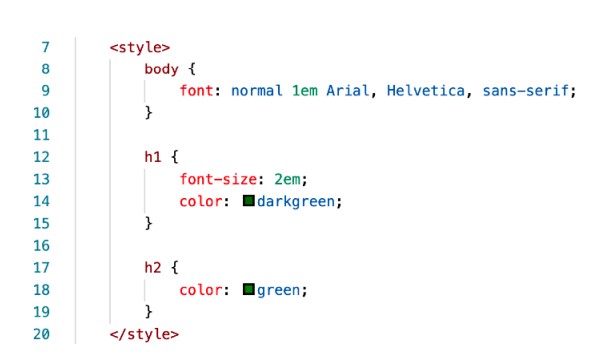 7 <style>
8 body {
9 font: normal 1em Arial, Helvetica, sans-serif;
10 }
11
12 h1 {
13 font-size: 2em;
14 color: darkgreen;
15 }
16
17 h2 {
18 color: green;
19 }
20 </style>